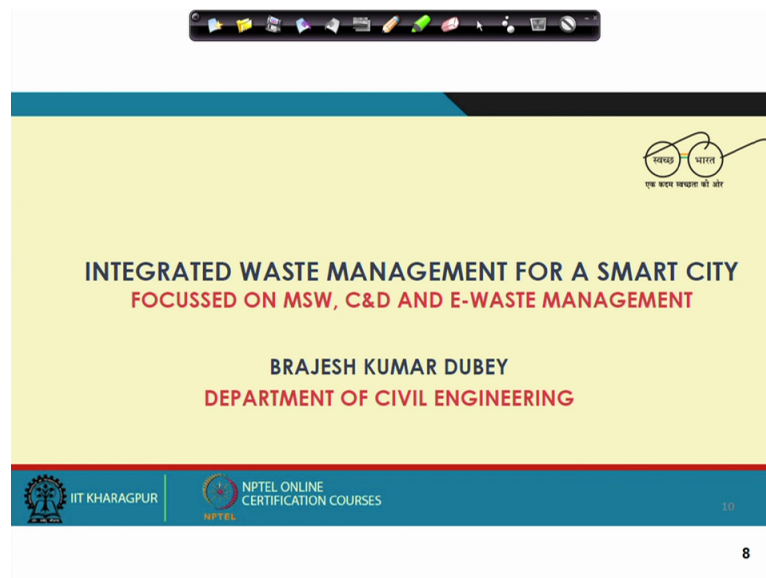 स्वच्छ भारत
एक कदम स्वच्छता की ओर
INTEGRATED WASTE MANAGEMENT FOR A SMART CITY
FOCUSSED ON MSW, C&D AND E-WASTE MANAGEMENT
BRAJESH KUMAR DUBEY
DEPARTMENT OF CIVIL ENGINEERING
IIT KHARAGPUR
NPTEL ONLINE
CERTIFICATION COURSES
NPTEL
10
8